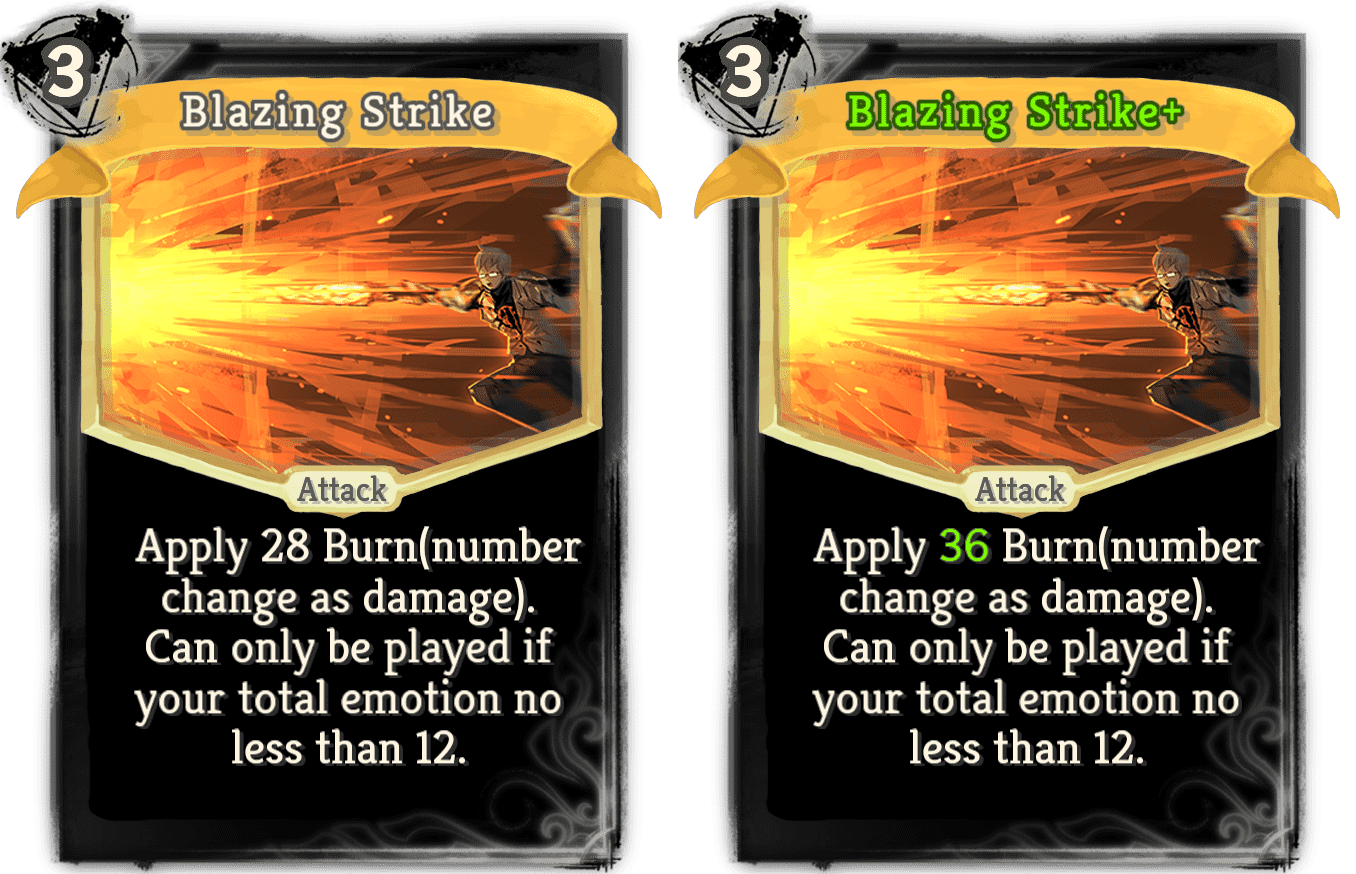 3
Blazing Strike
Attack
Apply 28 Burn(number
change as damage).
Can only be played if
your total emotion no
less than 12.
3
Blazing Strike+
Attack
Apply 36 Burn(number
change as damage).
Can only be played if
your total emotion no
less than 12.